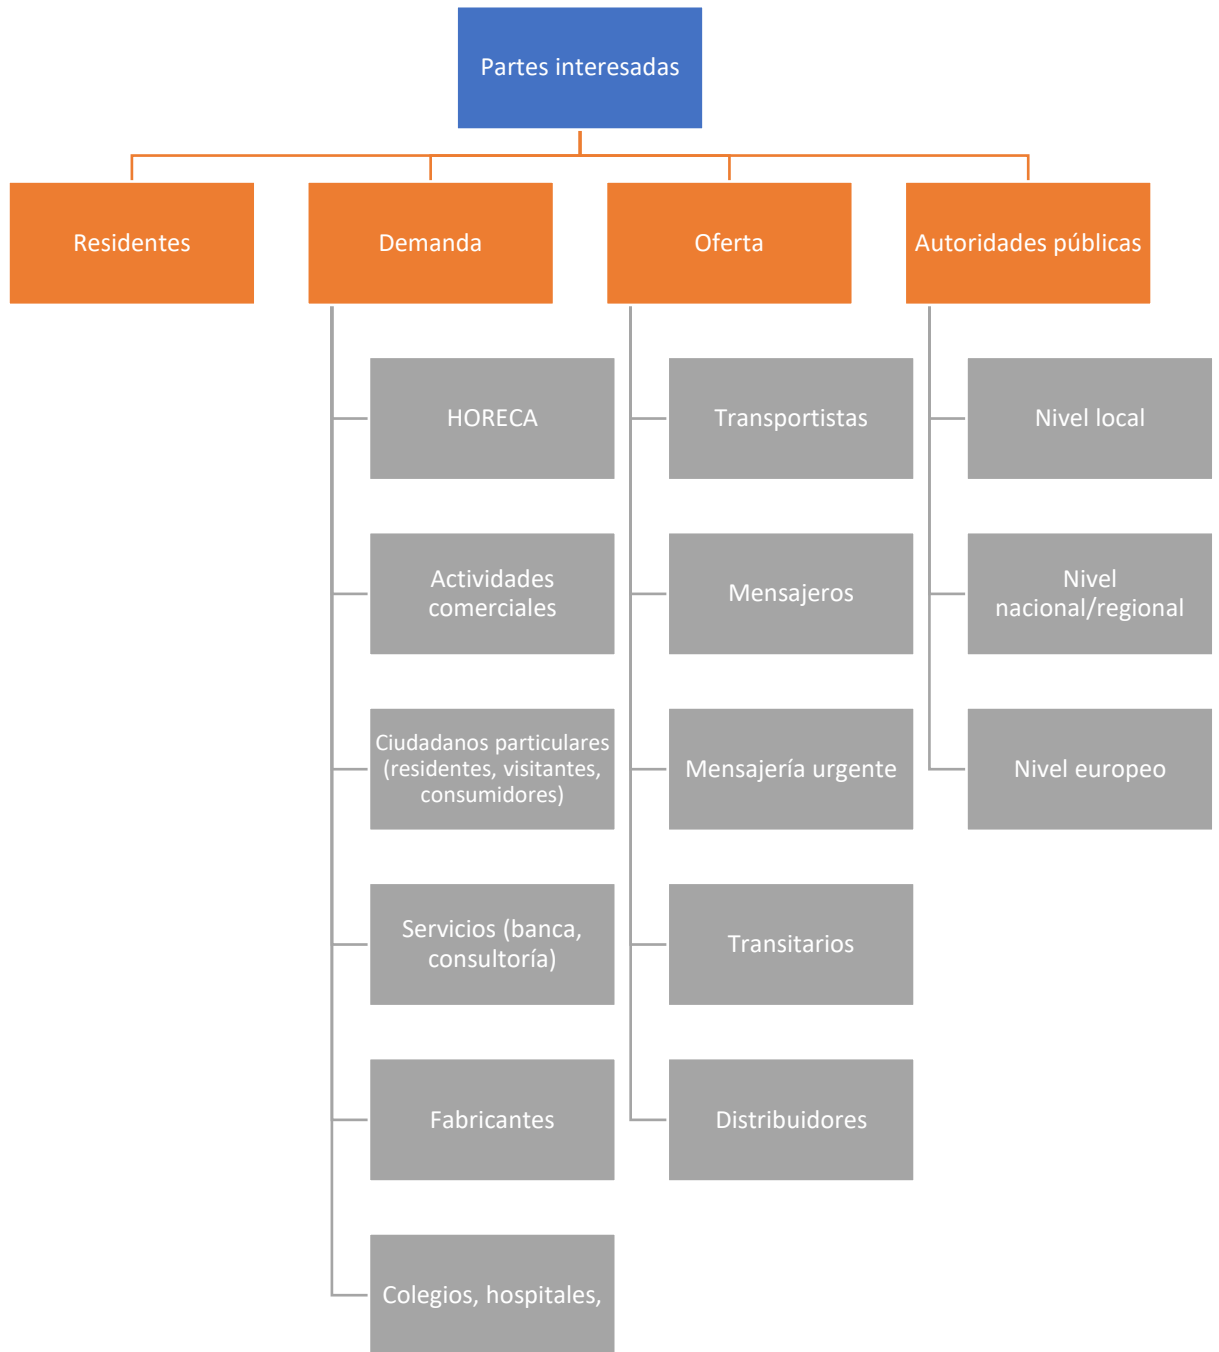 Partes interesadas
Residentes
Demanda
Oferta
Autoridades públicas
HORECA
Transportistas
Nivel local
Actividades
comerciales
Mensajeros
Nivel
nacional/regional
Ciudadanos particulares
(residentes, visitantes,
consumidores)
Mensajería urgente
Nivel europeo
Servicios (banca,
consultoría)
Transitarios
Fabricantes
Distribuidores
Colegios, hospitales,